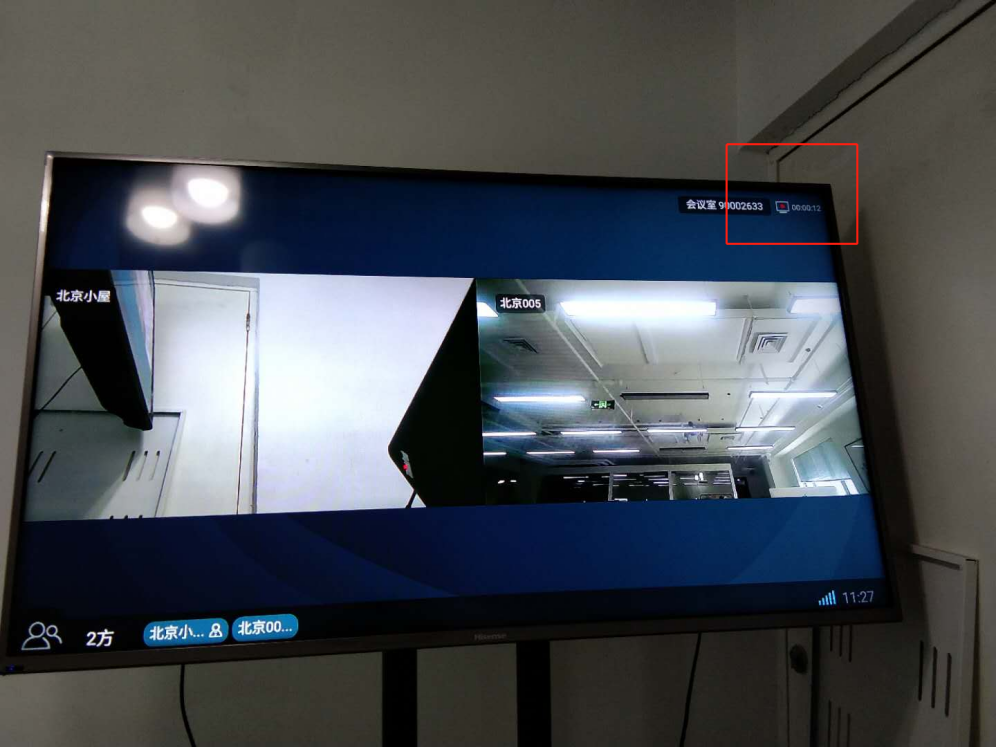 会议室 90002633 00:00:12
北京小屋
北京005
11:27
2方 北京小... 北京00...
Hisense